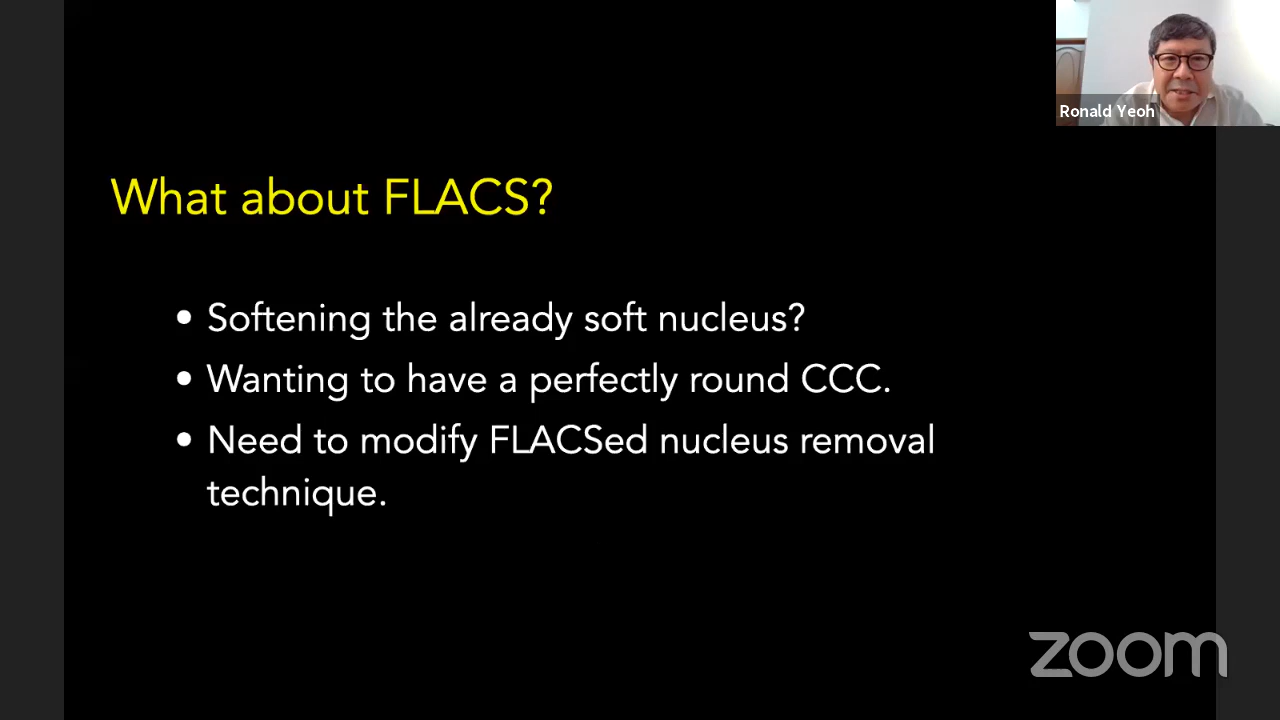 Ronald Yeoh
What about FLACS?
• Softening the already soft nucleus?
• Wanting to have a perfectly round CCC.
• Need to modify FLACSed nucleus removal
technique.
zoom